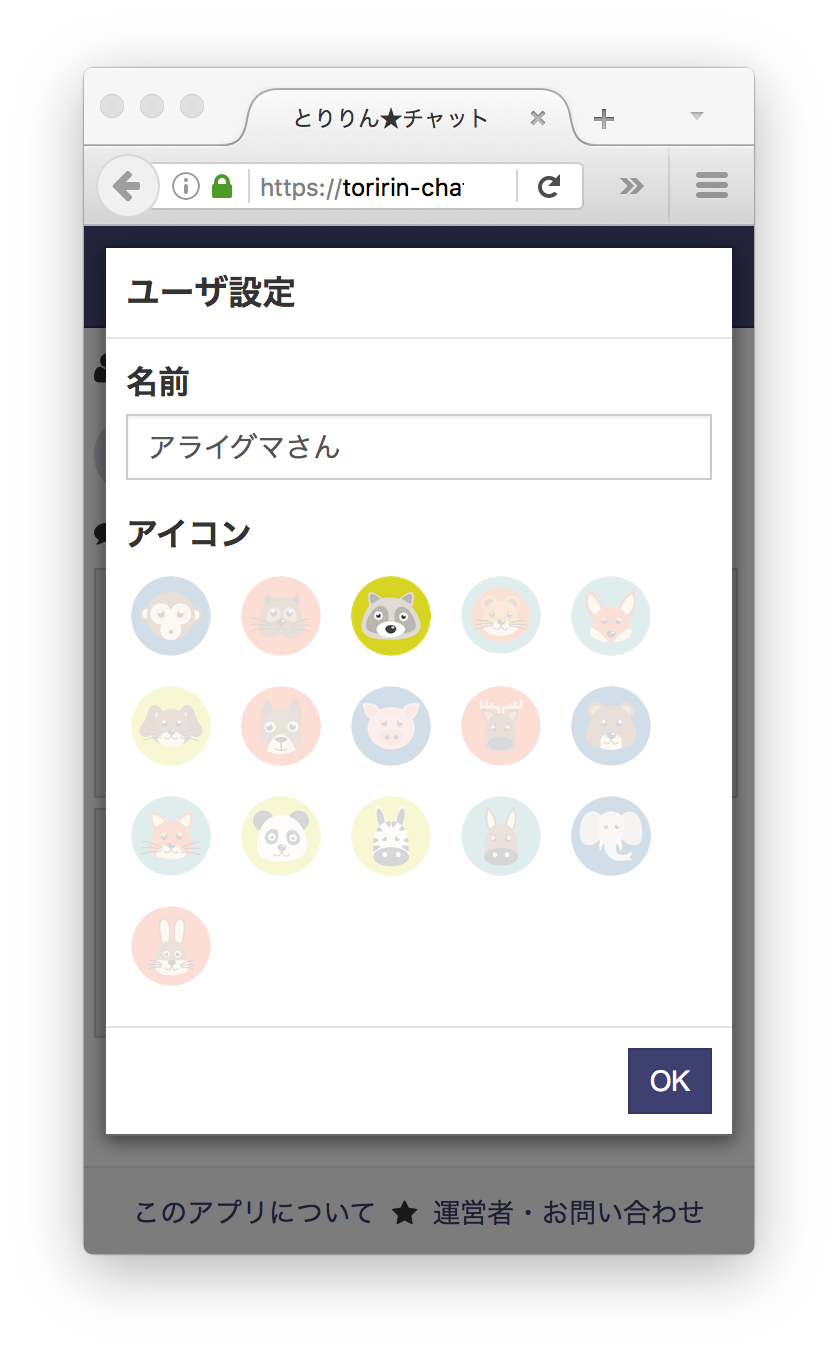 とりりん★チャット
https://toririn-cha
ユーザ設定
名前
アライグマさん
アイコン
OK
このアプリについて ★ 運営者・お問い合わせ